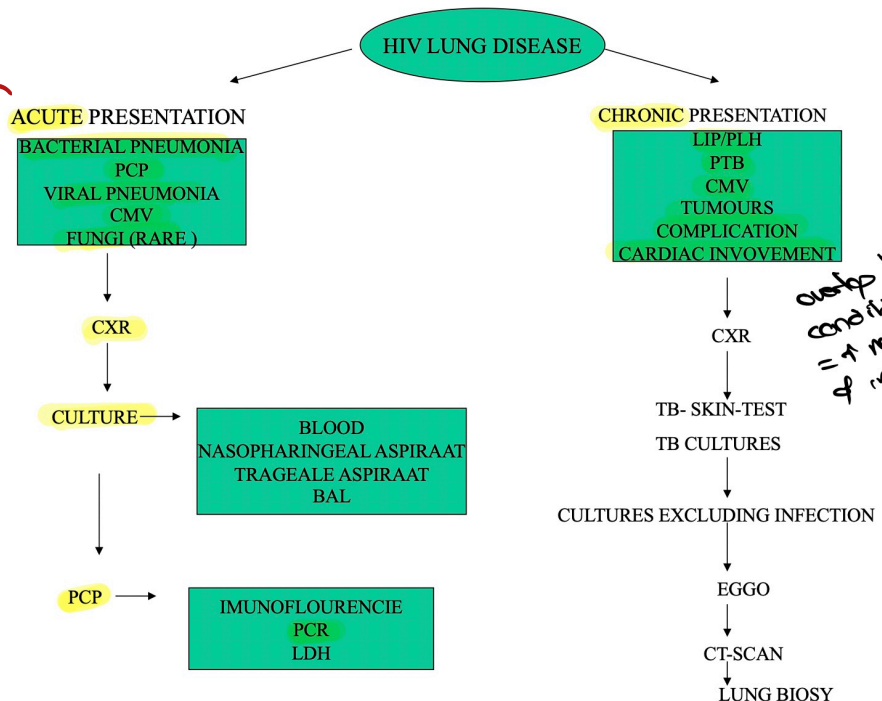 HIV LUNG DISEASE
ACUTE PRESENTATION
BACTERIAL PNEUMONIA
PCP
VIRAL PNEUMONIA
CMV
FUNGI (RARE )
CXR
CULTURE
BLOOD
NASOPHARINGEAL ASPIRAAT
TRAGEALE ASPIRAAT
BAL
PCP
IMUNOFLOURENCIE
PCR
LDH
CHRONIC PRESENTATION
LIP/PLH
PTB
CMV
TUMOURS
COMPLICATION
CARDIAC INVOVEMENT
CXR
TB- SKIN-TEST
TB CULTURES
CULTURES EXCLUDING INFECTION
EGGO
CT-SCAN
LUNG BIOSY